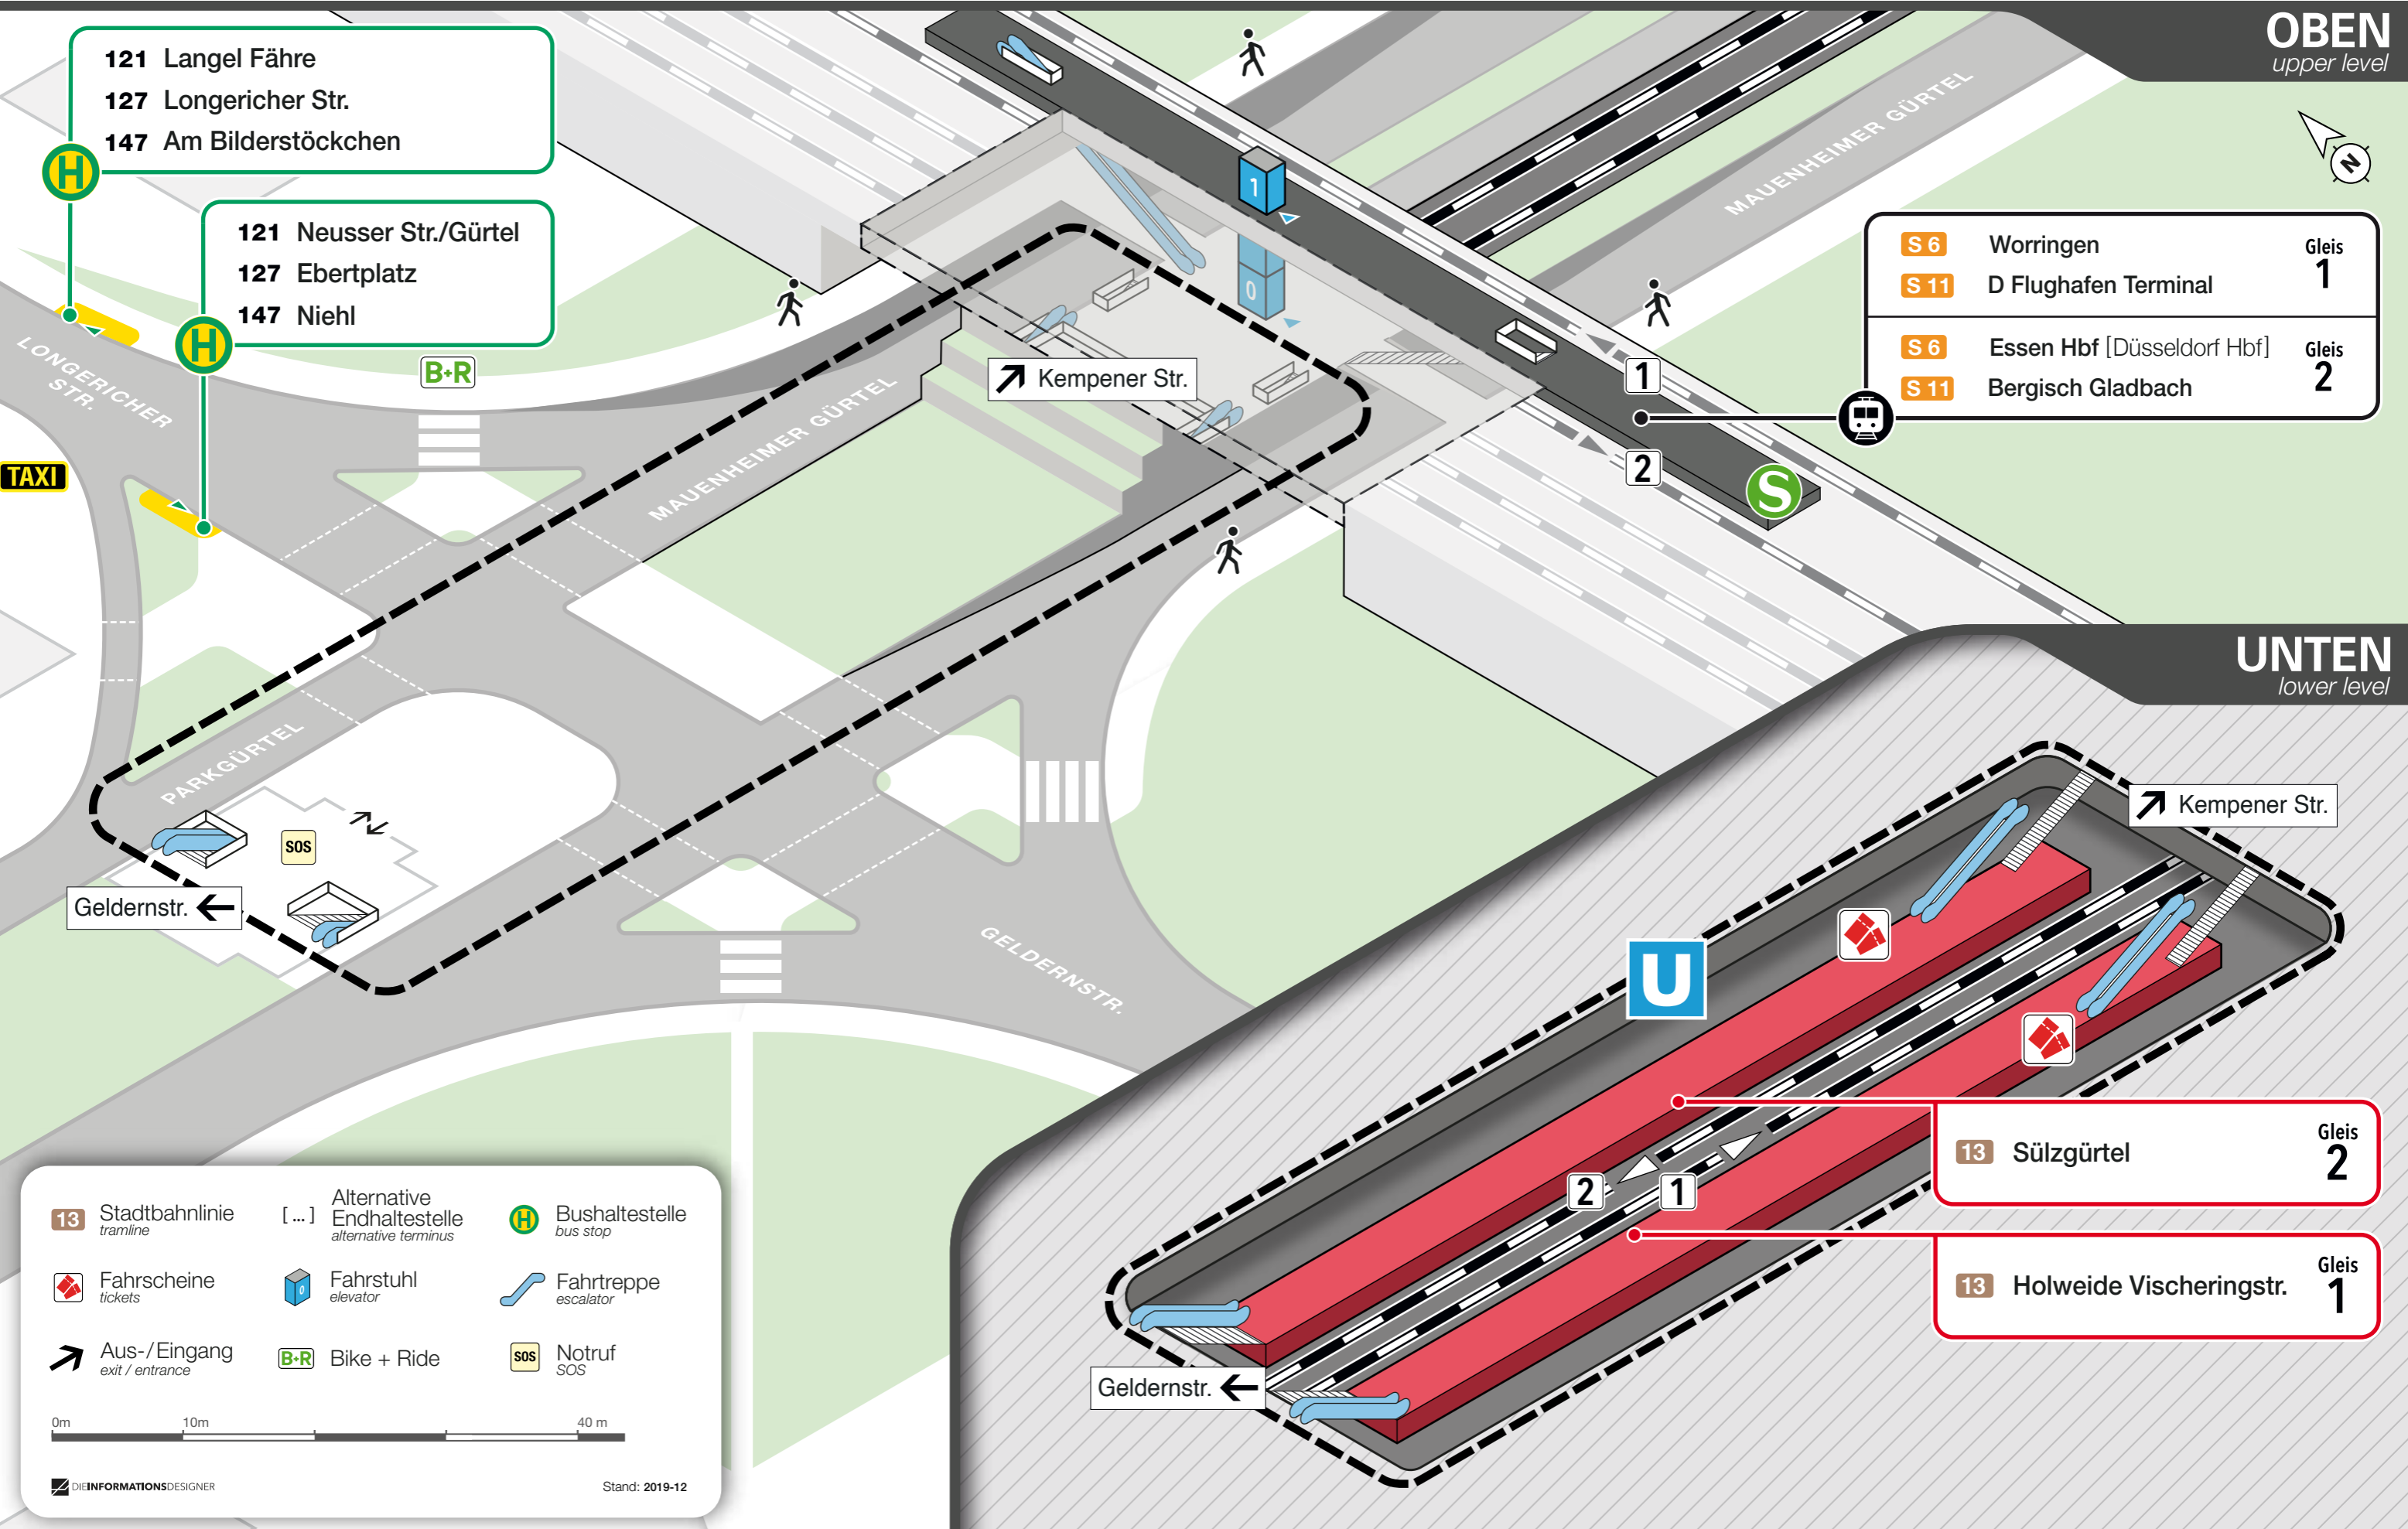 OBEN
upper level
121 Langel Fähre
127 Longericher Str.
147 Am Bilderstöckchen
H
121 Neusser Str./Gürtel
127 Ebertplatz
147 Niehl
H
MAUENHEIMER GÜRTEL
N
1
0
S 6 Worringen
S 11 D Flughafen Terminal
Gleis
1
S 6 Essen Hbf [Düsseldorf Hbf]
S 11 Bergisch Gladbach
Gleis
2
LONGERICHER
STR.
B+R
Kempener Str.
MAUENHEIMER GÜRTEL
1
2
S
TAXI
UNTEN
lower level
PARKGÜRTEL
SOS
Geldernstr.
GELDERNSTR.
Kempener Str.
U
13 Sülzgürtel
Gleis
2
2
1
13 Holweide Vischeringstr.
Gleis
1
Geldernstr.
13 Stadtbahnlinie
tramline
[ ... ] Alternative
Endhaltestelle
alternative terminus
H Bushaltestelle
bus stop
Fahrscheine
tickets
0 Fahrstuhl
elevator
Fahrtreppe
escalator
Aus-/Eingang
exit / entrance
B+R Bike + Ride
SOS Notruf
SOS
0m 10m 40 m
DIEINFORMATIONSDESIGNER
Stand: 2019-12